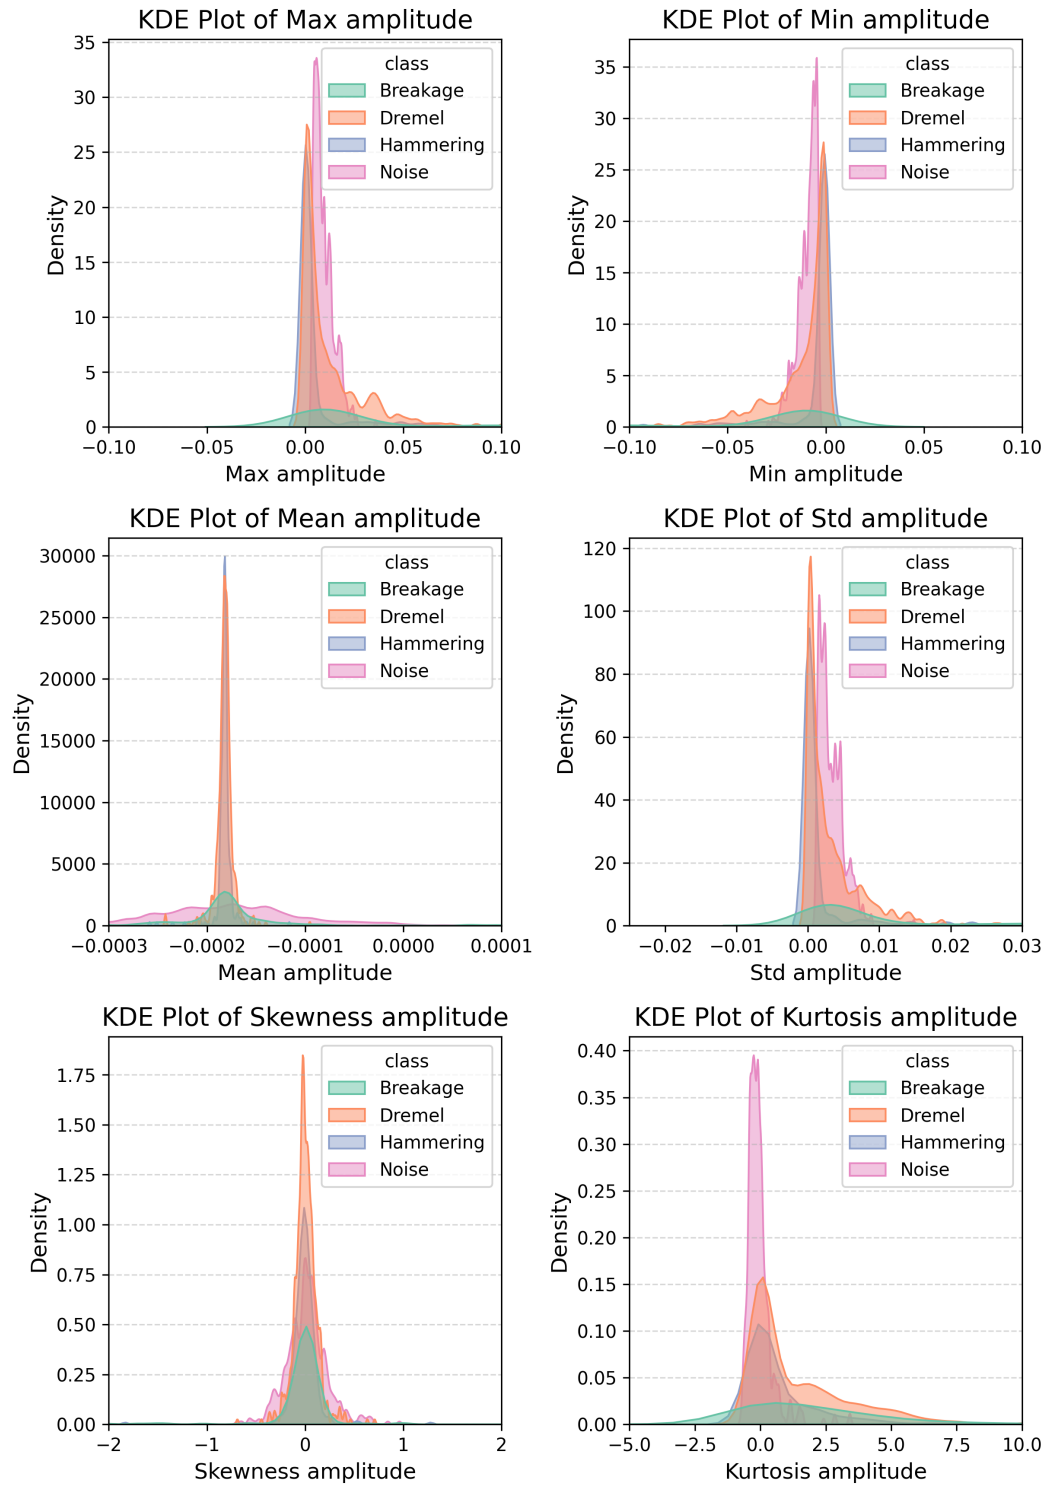 KDE Plot of Max amplitude
35
30
25
20
15
10
5
0
Density
−0.10
−0.05
0.00
0.05
0.10
Max amplitude
class
Breakage
Dremel
Hammering
Noise
KDE Plot of Min amplitude
35
30
25
20
15
10
5
0
Density
−0.10
−0.05
0.00
0.05
0.10
Min amplitude
class
Breakage
Dremel
Hammering
Noise
KDE Plot of Mean amplitude
30000
25000
20000
15000
10000
5000
0
Density
−0.0003
−0.0002
−0.0001
0.0000
0.0001
Mean amplitude
class
Breakage
Dremel
Hammering
Noise
KDE Plot of Std amplitude
120
100
80
60
40
20
0
Density
−0.02
−0.01
0.00
0.01
0.02
0.03
Std amplitude
class
Breakage
Dremel
Hammering
Noise
KDE Plot of Skewness amplitude
1.75
1.50
1.25
1.00
0.75
0.50
0.25
0.00
Density
−2
−1
0
1
2
Skewness amplitude
class
Breakage
Dremel
Hammering
Noise
KDE Plot of Kurtosis amplitude
0.40
0.35
0.30
0.25
0.20
0.15
0.10
0.05
0.00
Density
−5.0
−2.5
0.0
2.5
5.0
7.5
10.0
Kurtosis amplitude
class
Breakage
Dremel
Hammering
Noise